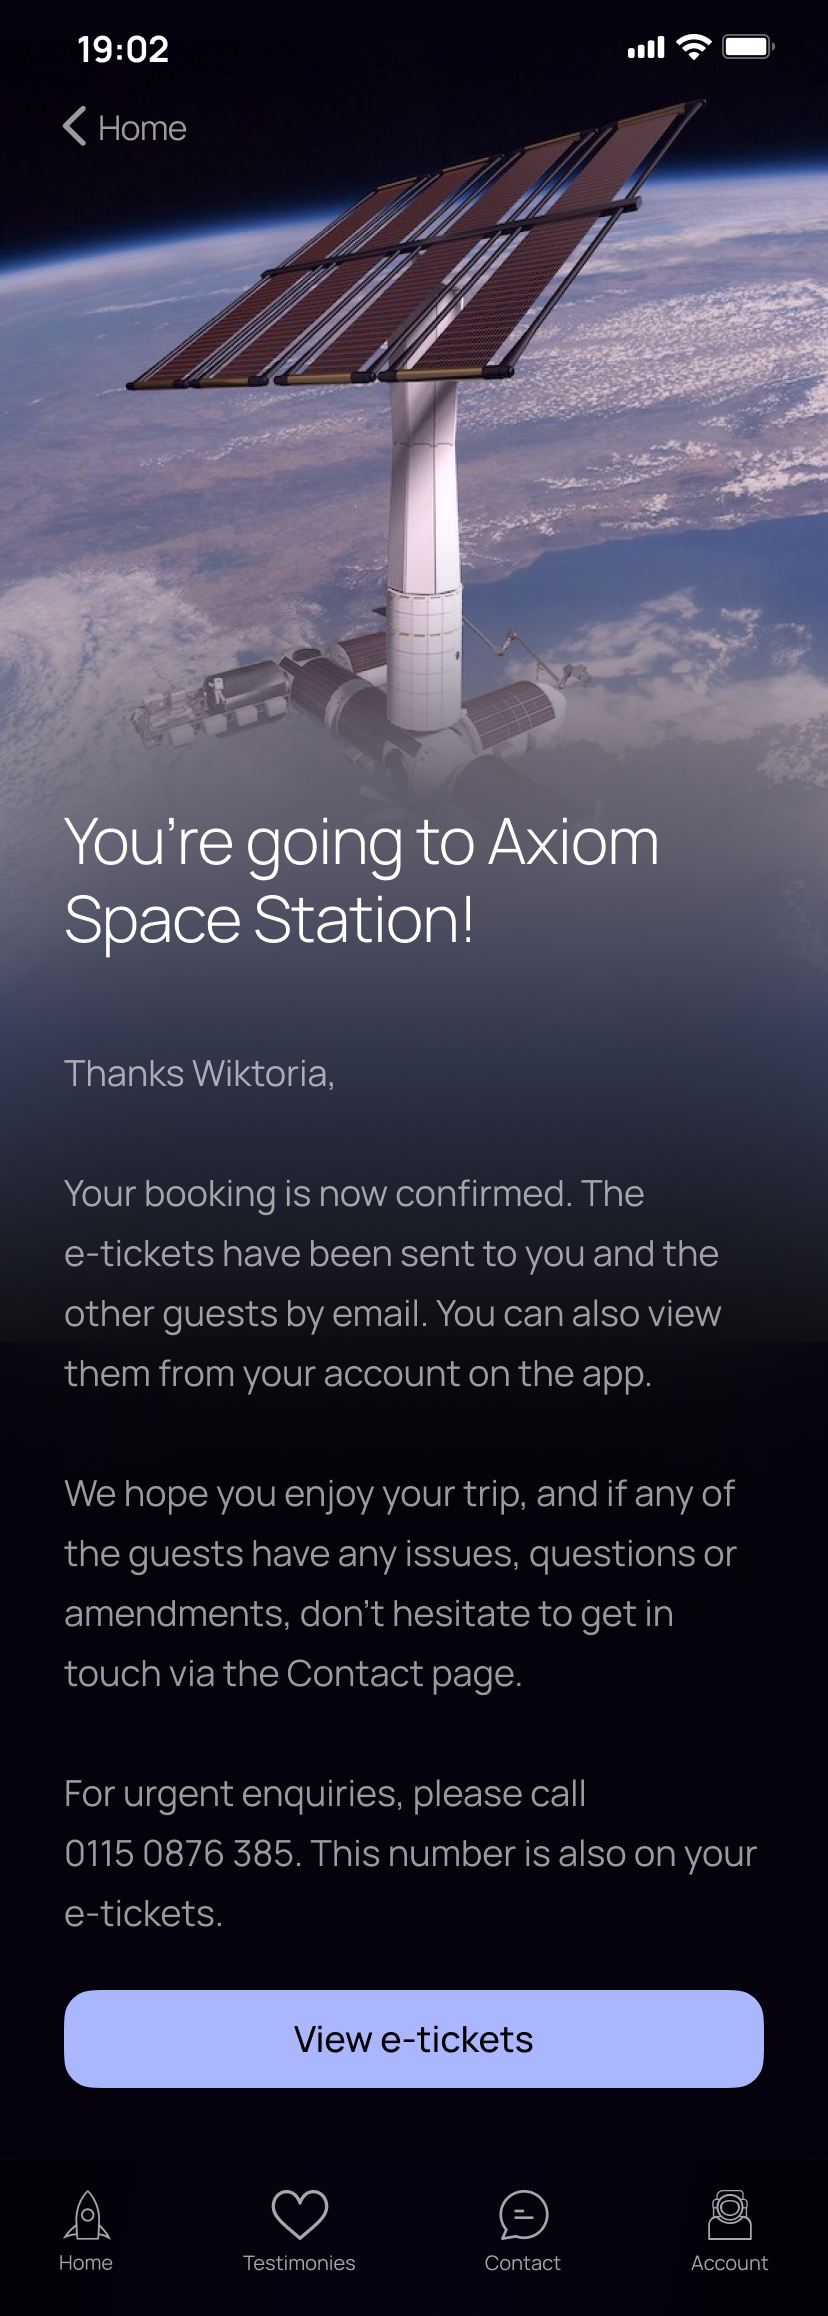 19:02
Home
You’re going to Axiom
Space Station!
Thanks Wiktoria,
Your booking is now confirmed. The
e-tickets have been sent to you and the
other guests by email. You can also view
them from your account on the app.
We hope you enjoy your trip, and if any of
the guests have any issues, questions or
amendments, don’t hesitate to get in
touch via the Contact page.
For urgent enquiries, please call
0115 0876 385. This number is also on your
e-tickets.
View e-tickets
Home
Testimonies
Contact
Account